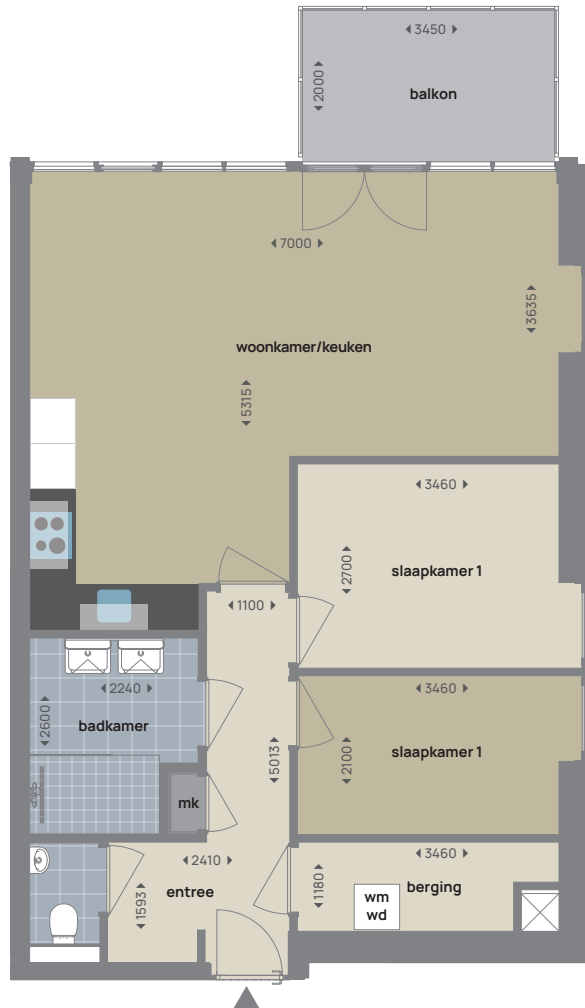 3450
2000
balkon
7000
3635
woonkamer/keuken
5315
3460
slaapkamer 1
2700
1100
3460
2240
2600
badkamer
slaapkamer 1
5013
2100
mk
3460
2410
entree
1593
1180
berging
wm
wd